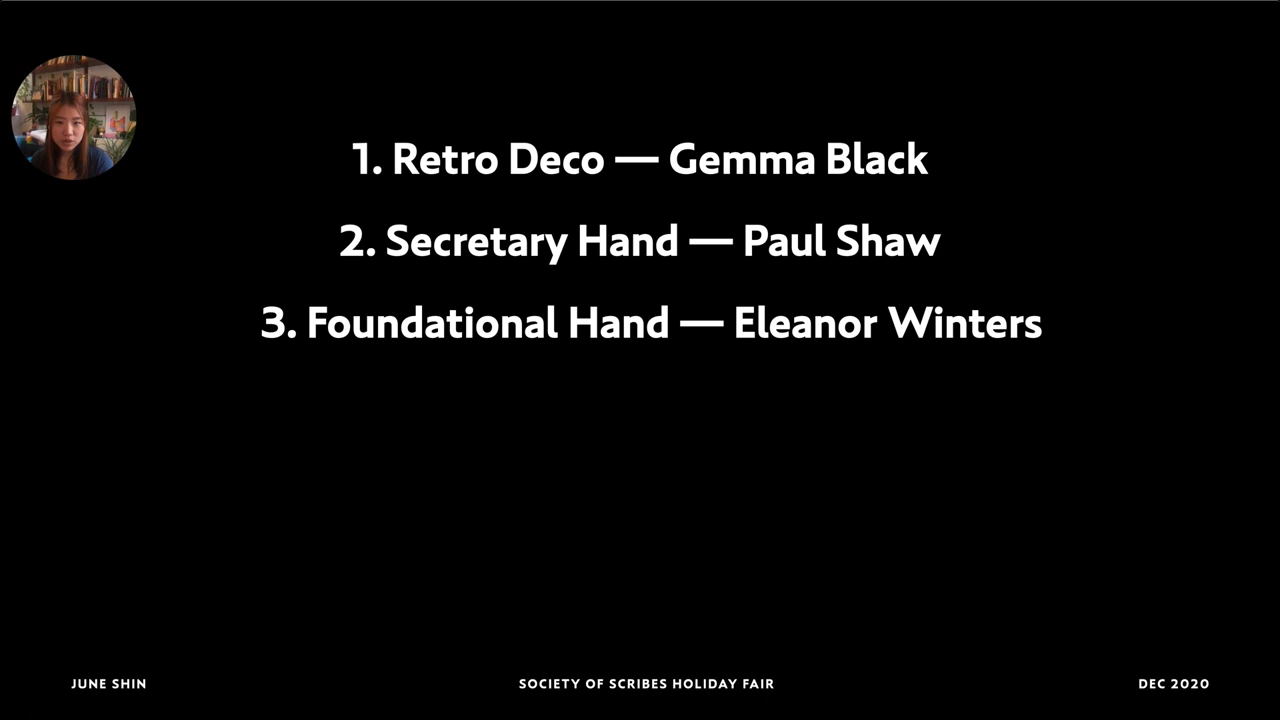 1. Retro Deco — Gemma Black
2. Secretary Hand — Paul Shaw
3. Foundational Hand — Eleanor Winters
JUNE SHIN
SOCIETY OF SCRIBES HOLIDAY FAIR
DEC 2020